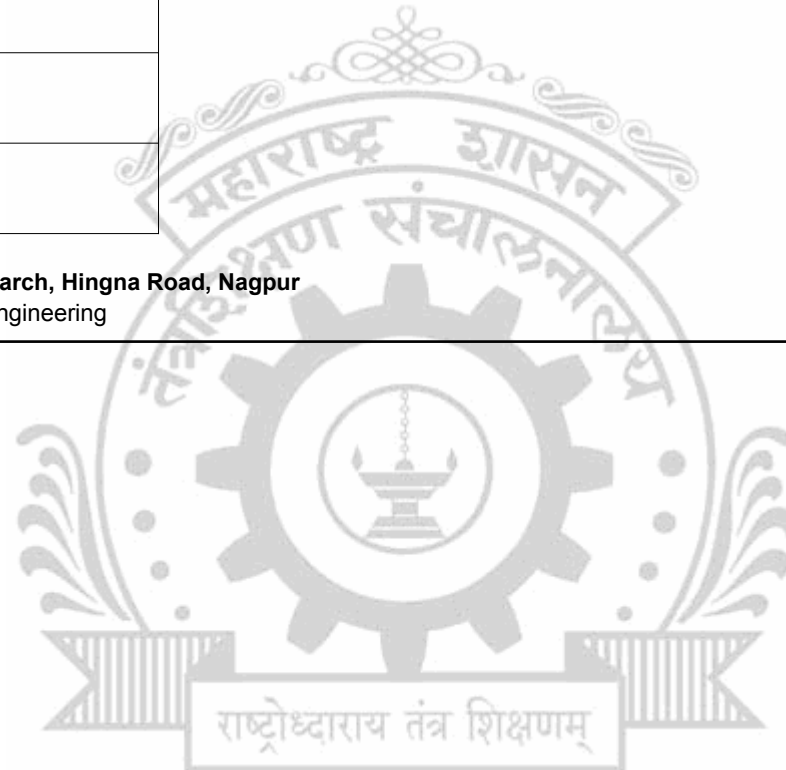 महाराष्ट्र शासन
तंत्रशिक्षण संचालनालय
arch, Hingna Road, Nagpur
ngineering
राष्ट्रोध्दाराय तंत्र शिक्षणम्